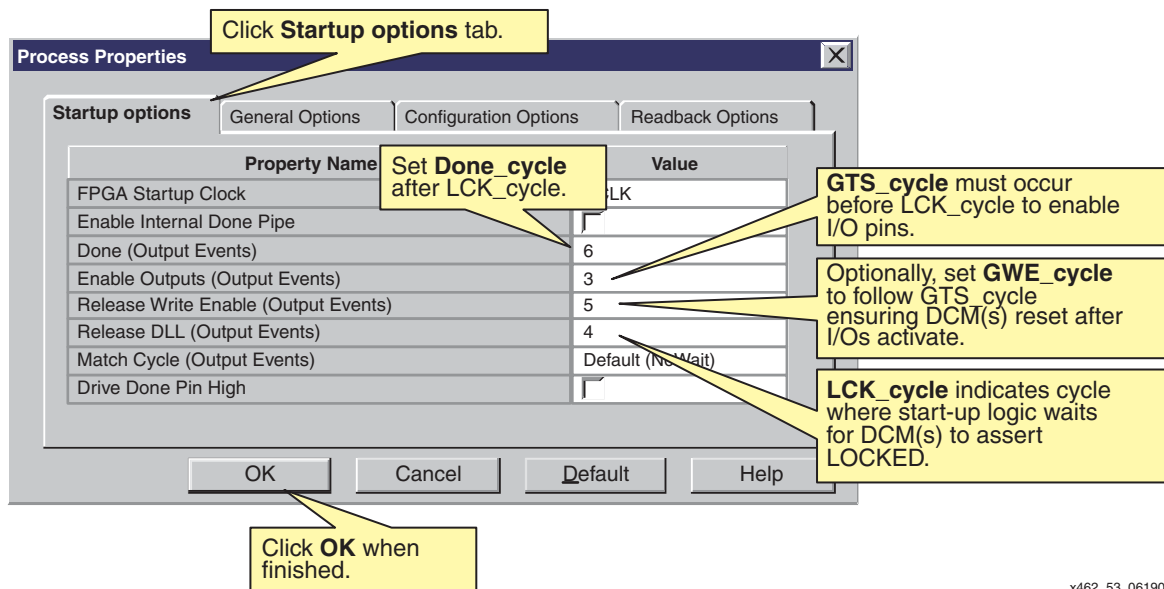 Click Startup options tab.
Process Properties
Startup options
General Options
Configuration Options
Readback Options
Property Name
Value
Set Done_cycle
after LCK_cycle.
FPGA Startup Clock
Enable Internal Done Pipe
Done (Output Events)
6
Enable Outputs (Output Events)
3
Release Write Enable (Output Events)
5
Release DLL (Output Events)
4
Match Cycle (Output Events)
Default (NoWait)
Drive Done Pin High
GTS_cycle must occur
before LCK_cycle to enable
I/O pins.
Optionally, set GWE_cycle
to follow GTS_cycle
ensuring DCM(s) reset after
I/Os activate.
LCK_cycle indicates cycle
where start-up logic waits
for DCM(s) to assert
LOCKED.
OK
Cancel
Default
Help
Click OK when
finished.
x462_53_06190